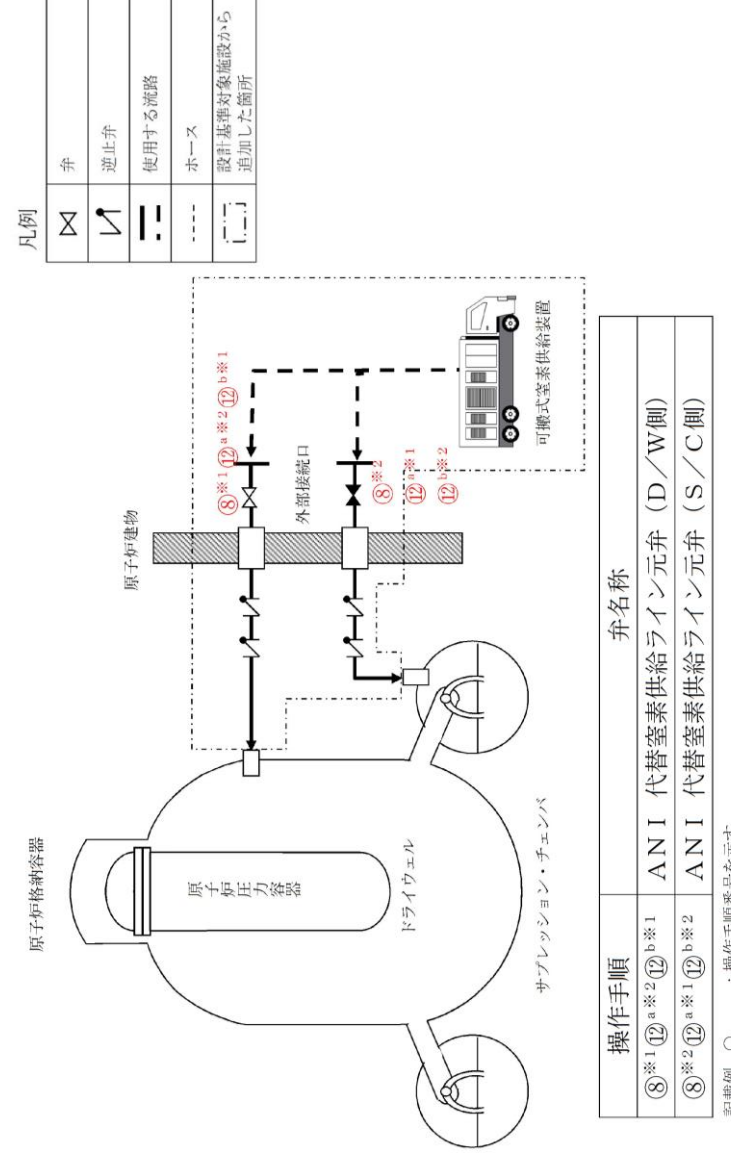 凡例
弁
逆止弁
使用する流路
ホース
設計基準対象施設から
追加した箇所
原子炉格納容器
原子炉建物
⑧※1⑫a※2⑫b※1
外部接続口
⑧※2
⑫a※1
⑫b※2
可搬式窒素供給装置
原子炉圧力容器
ドライウェル
サプレッション・チェンバ
操作手順
弁名称
⑧※1⑫a※2⑫b※1
ANI 代替窒素供給ライン元弁(D/W側)
⑧※2⑫a※1⑫b※2
ANI 代替窒素供給ライン元弁(S/C側)